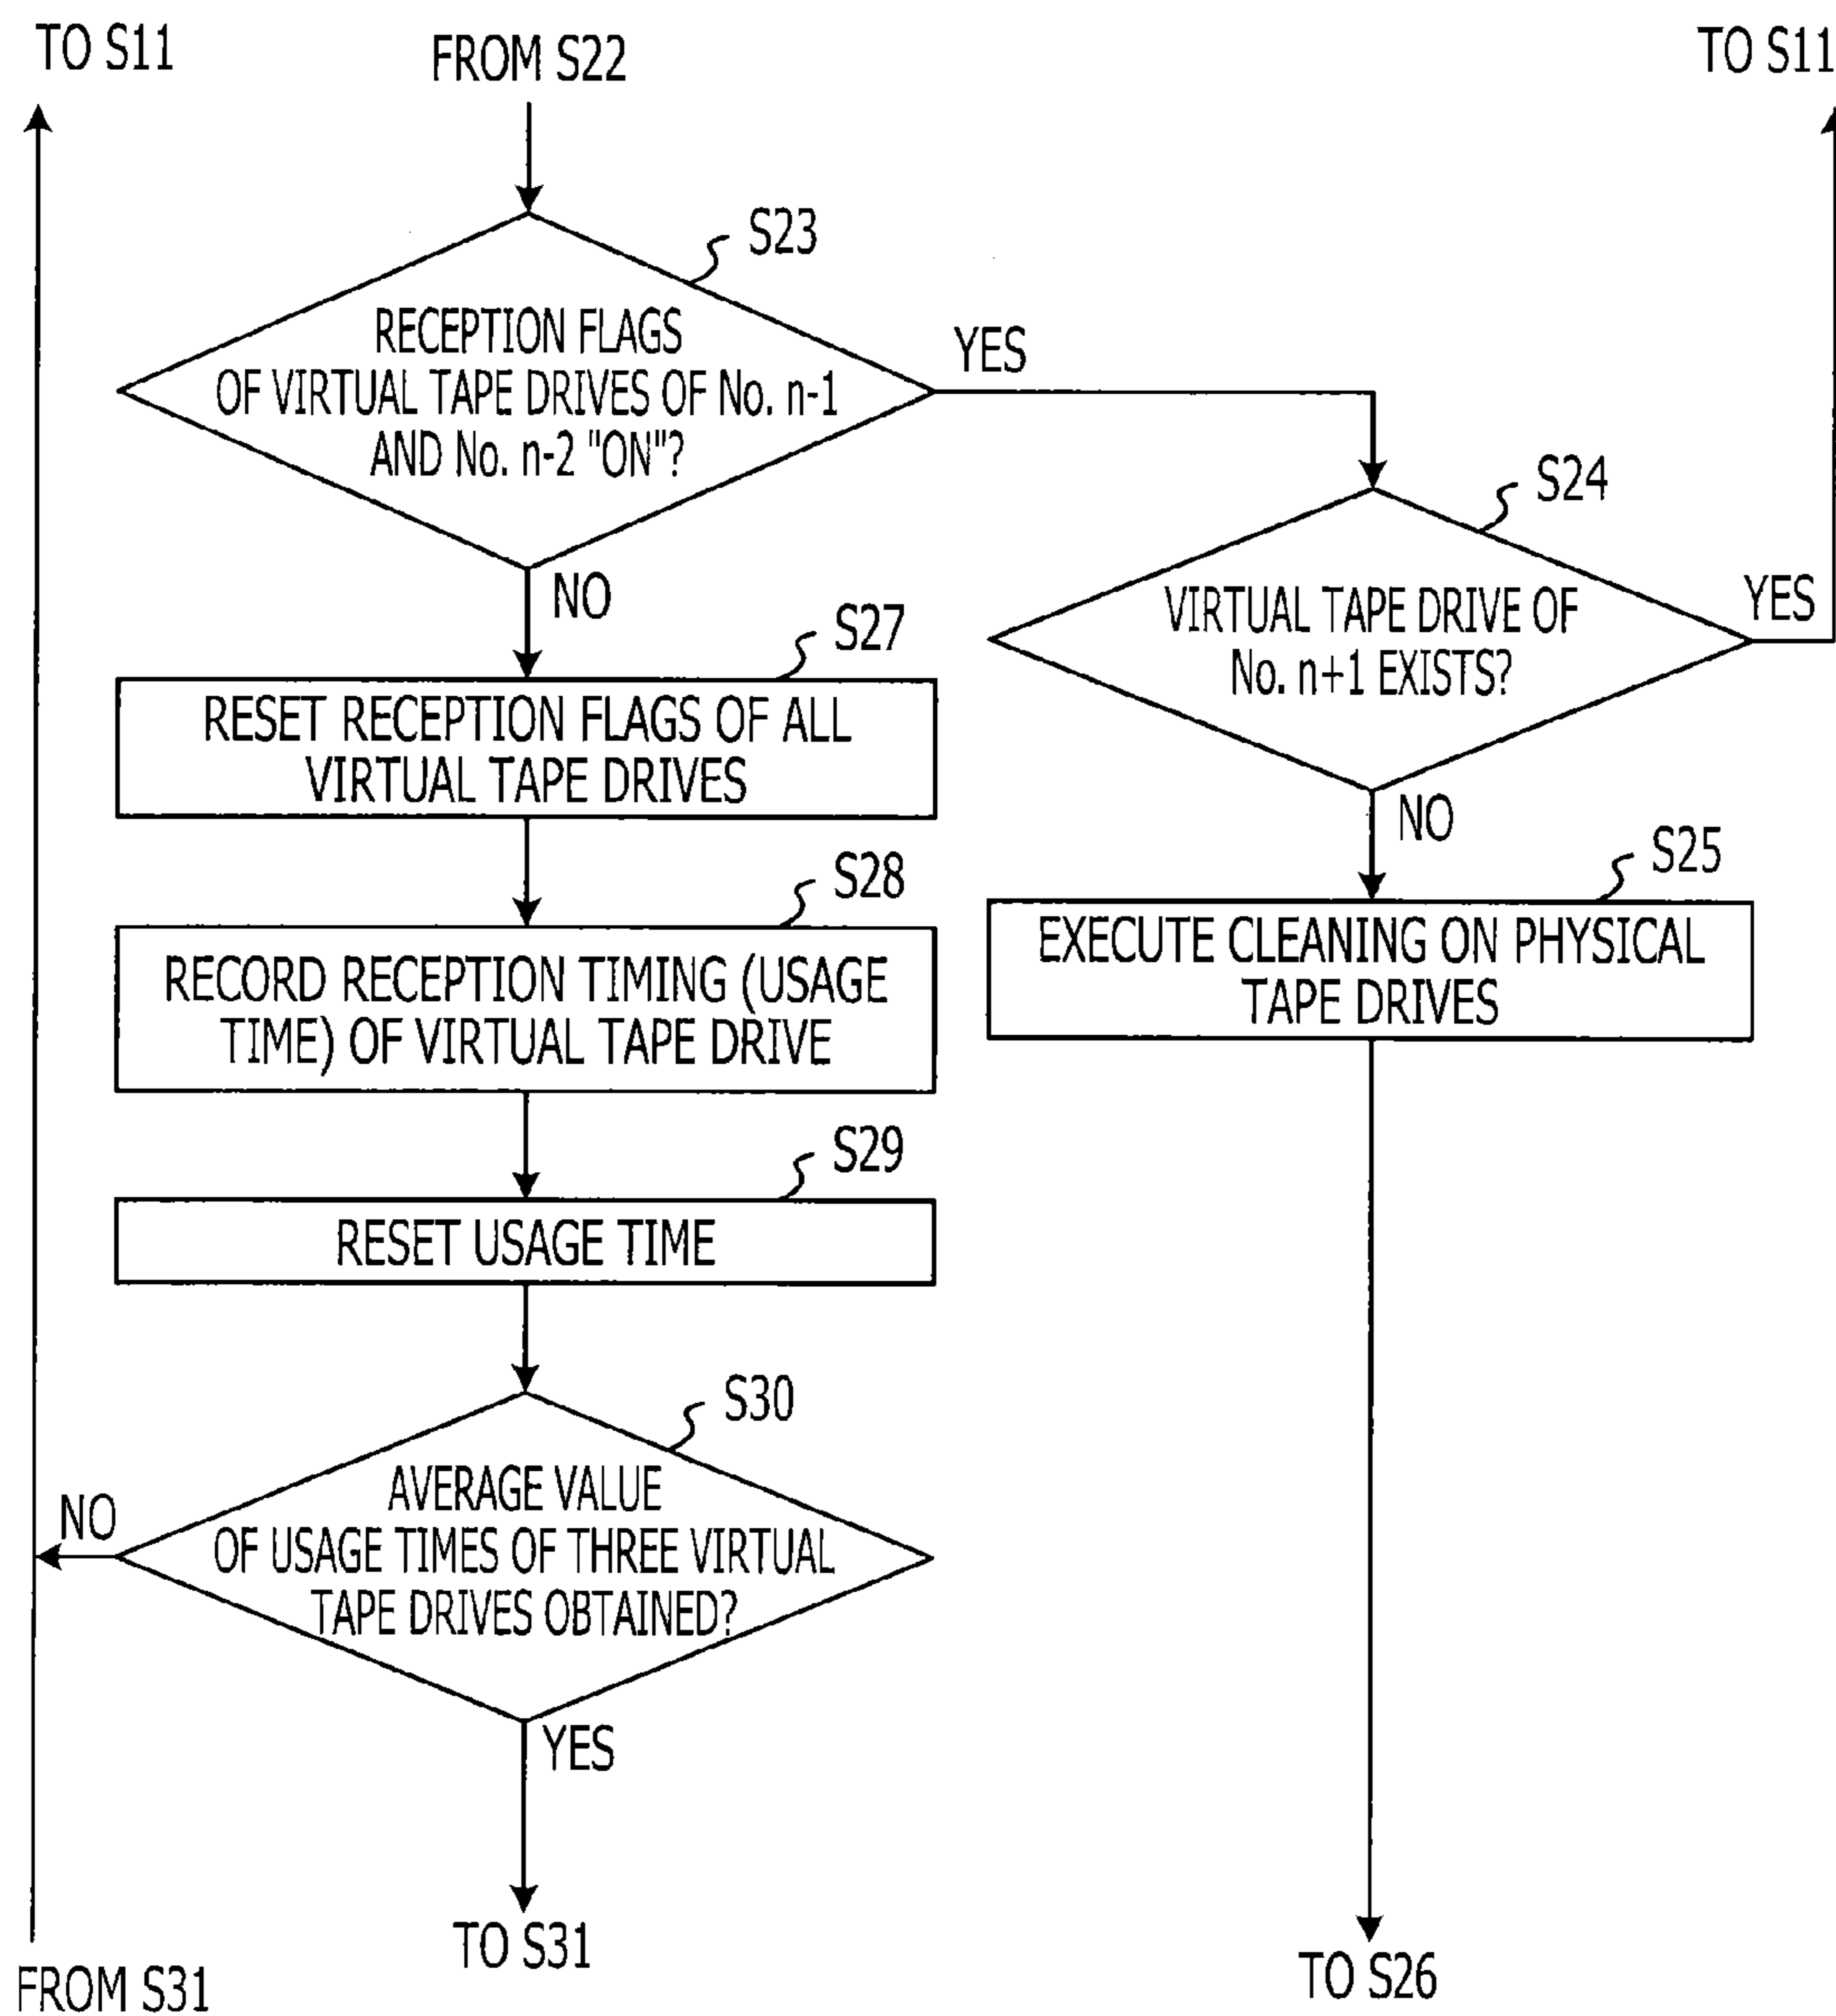 TO S11
FROM S22
TO S11
S23
RECEPTION FLAGS
OF VIRTUAL TAPE DRIVES OF No. n-1
AND No. n-2 "ON"?
YES
NO
S24
VIRTUAL TAPE DRIVE OF
No. n+1 EXISTS?
YES
NO
S27
RESET RECEPTION FLAGS OF ALL
VIRTUAL TAPE DRIVES
S25
EXECUTE CLEANING ON PHYSICAL
TAPE DRIVES
S28
RECORD RECEPTION TIMING (USAGE
TIME) OF VIRTUAL TAPE DRIVE
S29
RESET USAGE TIME
S30
AVERAGE VALUE
OF USAGE TIMES OF THREE VIRTUAL
TAPE DRIVES OBTAINED?
NO
YES
TO S31
TO S26
FROM S31